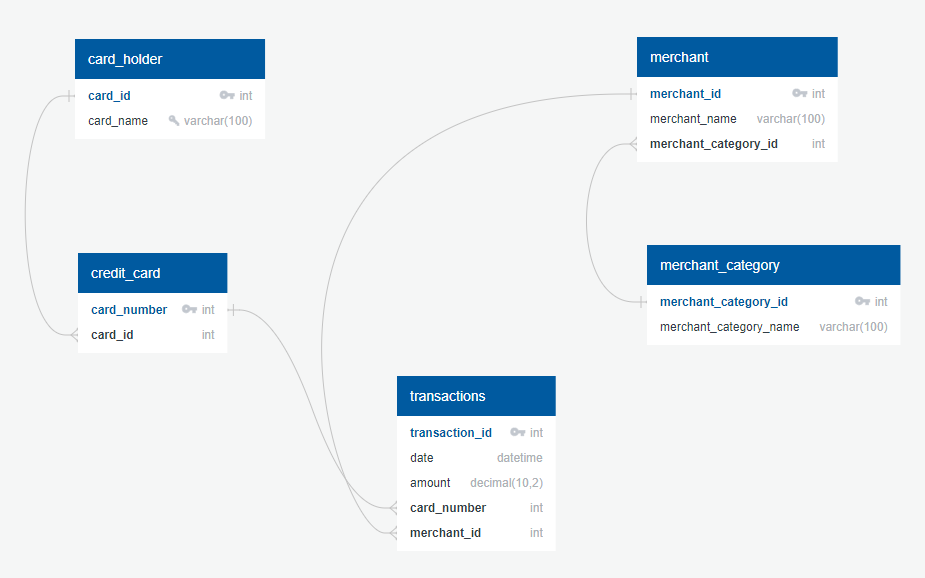 card_holder
card_id int
card_name varchar(100)
merchant
merchant_id int
merchant_name varchar(100)
merchant_category_id int
credit_card
card_number int
card_id int
merchant_category
merchant_category_id int
merchant_category_name varchar(100)
transactions
transaction_id int
date datetime
amount decimal(10,2)
card_number int
merchant_id int